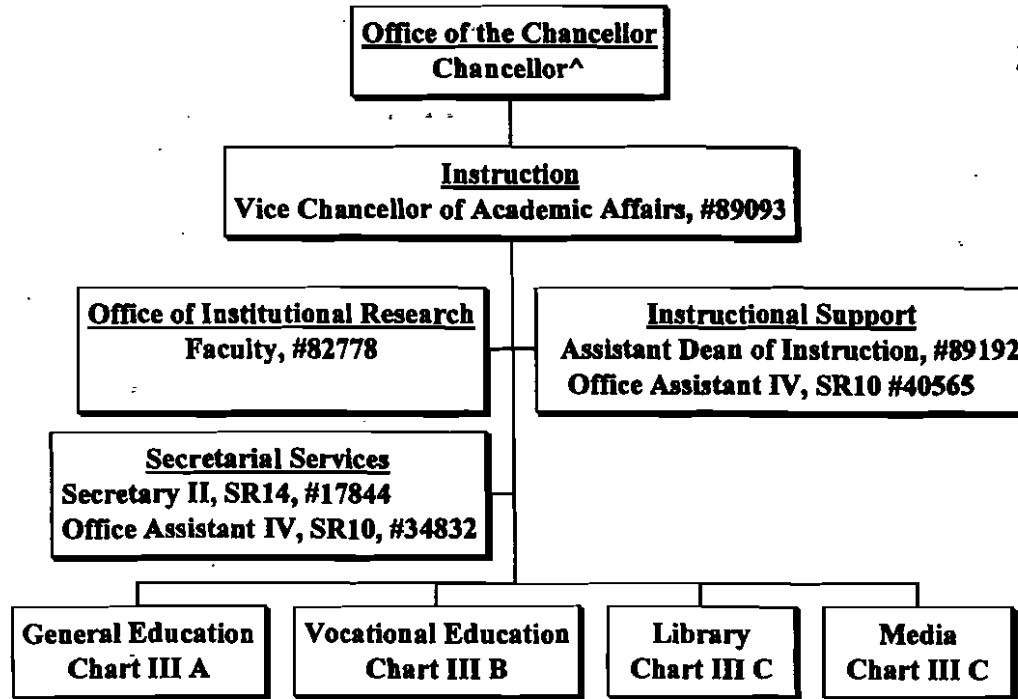 Office of the Chancellor
Chancellor^
Instruction
Vice Chancellor of Academic Affairs, #89093
Office of Institutional Research
Faculty, #82778
Instructional Support
Assistant Dean of Instruction, #89192
Office Assistant IV, SR10 #40565
Secretarial Services
Secretary II, SR14, #17844
Office Assistant IV, SR10, #34832
General Education
Chart III A
Vocational Education
Chart III B
Library
Chart III C
Media
Chart III C